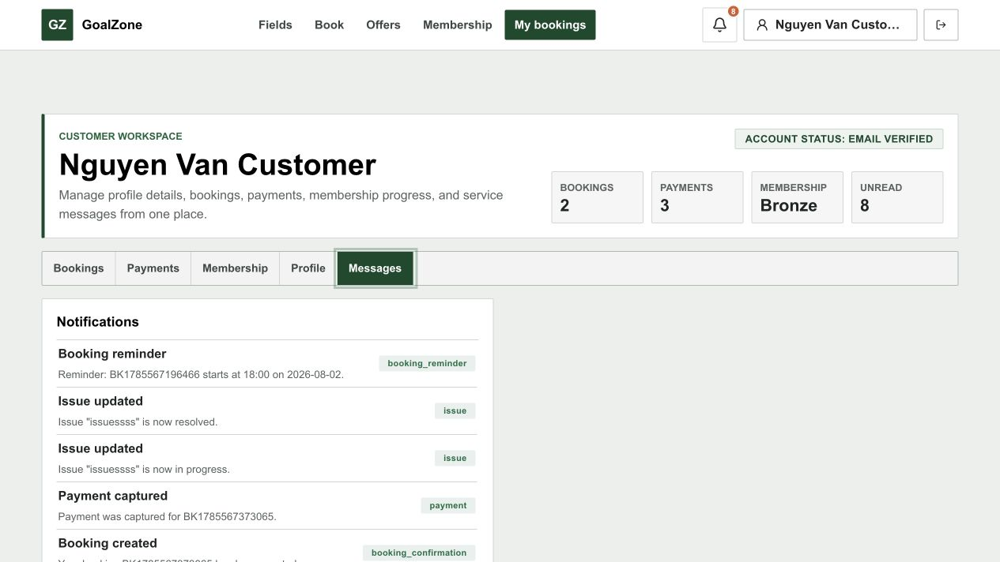 GZ GoalZone Fields Book Offers Membership My bookings 8 Nguyen Van Custo...
CUSTOMER WORKSPACE
ACCOUNT STATUS: EMAIL VERIFIED
Nguyen Van Customer
Manage profile details, bookings, payments, membership progress, and service
messages from one place.
BOOKINGS PAYMENTS MEMBERSHIP UNREAD
2 3 Bronze 8
Bookings Payments Membership Profile Messages
Notifications
Booking reminder
booking_reminder
Reminder: BK1785567196466 starts at 18:00 on 2026-08-02.
Issue updated
issue
Issue "issuessss" is now resolved.
Issue updated
issue
Issue "issuessss" is now in progress.
Payment captured
payment
Payment was captured for BK1785567373065.
Booking created
booking_confirmation